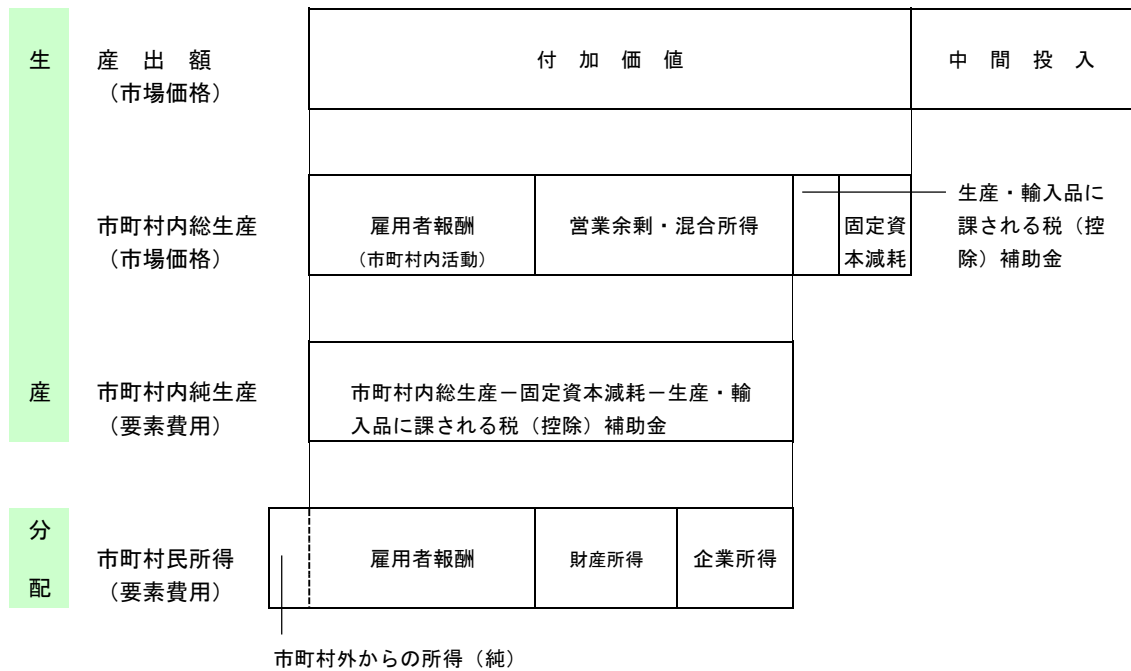 生産
産出額
（市場価格）
付加価値
中間投入
市町村内総生産
（市場価格）
雇用者報酬
（市町村内活動）
営業余剰・混合所得
固定資
本減耗
生産・輸入品に
課される税（控
除）補助金
市町村内純生産
（要素費用）
市町村内総生産－固定資本減耗－生産・輸
入品に課される税（控除）補助金
分配
市町村民所得
（要素費用）
雇用者報酬
財産所得
企業所得
市町村外からの所得（純）